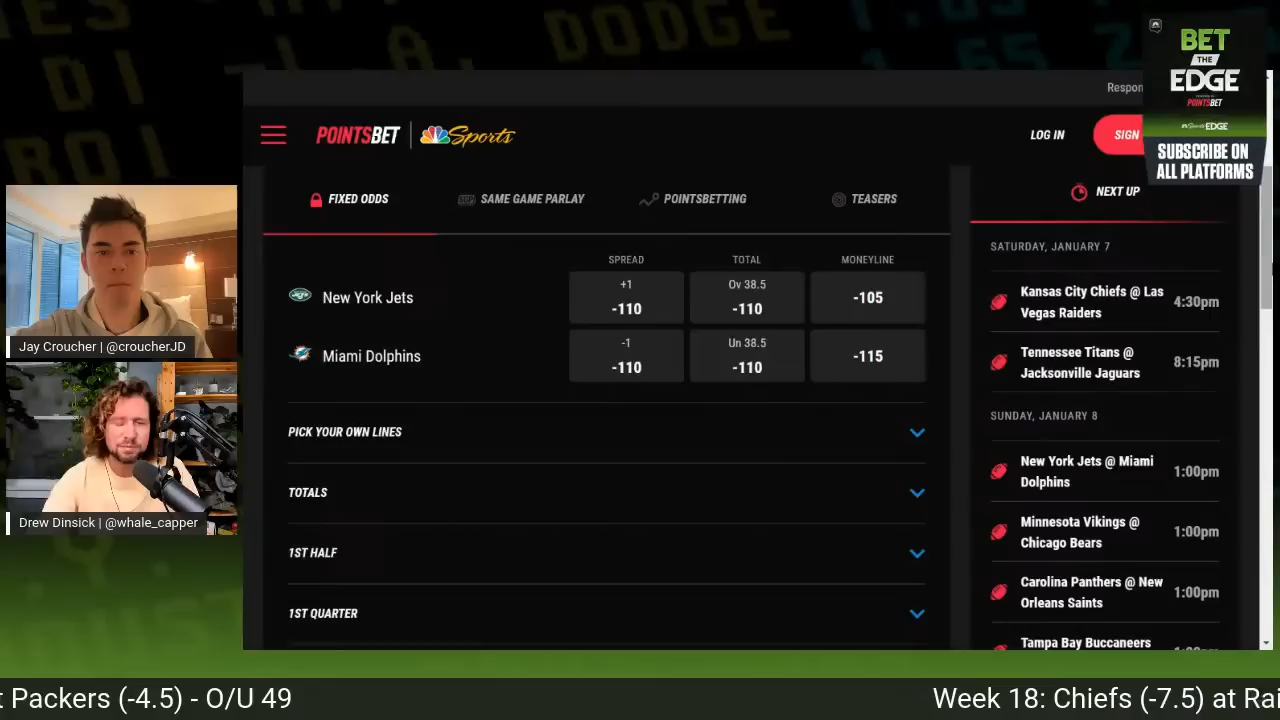 DODGE
BET
THE
EDGE
POINTSBET
SUBSCRIBE ON
ALL PLATFORMS
Respon
POINTSBET | NBC Sports
LOG IN
SIGN
FIXED ODDS
SAME GAME PARLAY
POINTSBETTING
TEASERS
NEXT UP
SPREAD TOTAL MONEYLINE
New York Jets
+1
-110
Ov 38.5
-110
-105
Miami Dolphins
-1
-110
Un 38.5
-110
-115
PICK YOUR OWN LINES
TOTALS
1ST HALF
1ST QUARTER
SATURDAY, JANUARY 7
Kansas City Chiefs @ Las
Vegas Raiders
4:30pm
Tennessee Titans @
Jacksonville Jaguars
8:15pm
SUNDAY, JANUARY 8
New York Jets @ Miami
Dolphins
1:00pm
Minnesota Vikings @
Chicago Bears
1:00pm
Carolina Panthers @ New
Orleans Saints
1:00pm
Tampa Bay Buccaneers
Jay Croucher | @croucherJD
Drew Dinsick | @whale_capper
t Packers (-4.5) - O/U 49
Week 18: Chiefs (-7.5) at Rai